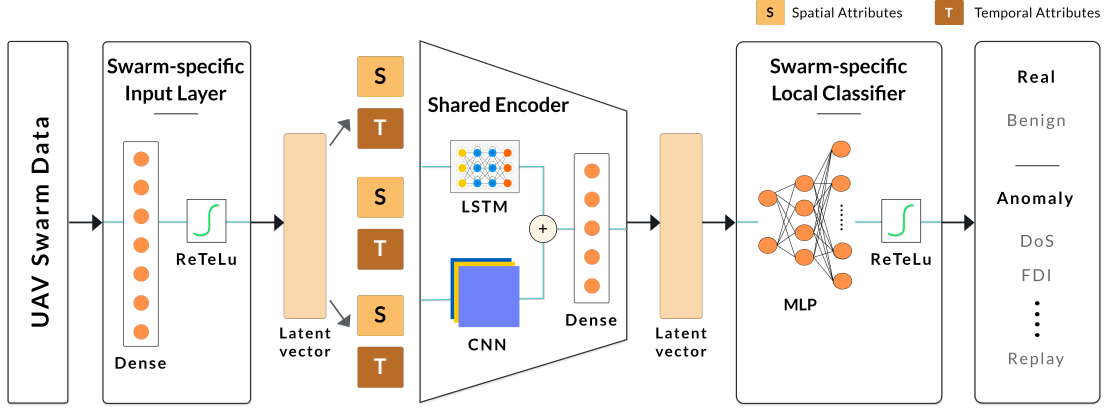 S Spatial Attributes
T Temporal Attributes
UAV Swarm Data
Swarm-specific
Input Layer
Dense
ReTeLu
Latent
vector
S
T
S
T
S
T
Shared Encoder
LSTM
CNN
+
Dense
Latent
vector
Swarm-specific
Local Classifier
MLP
ReTeLu
Real
Benign
Anomaly
DoS
FDI
Replay